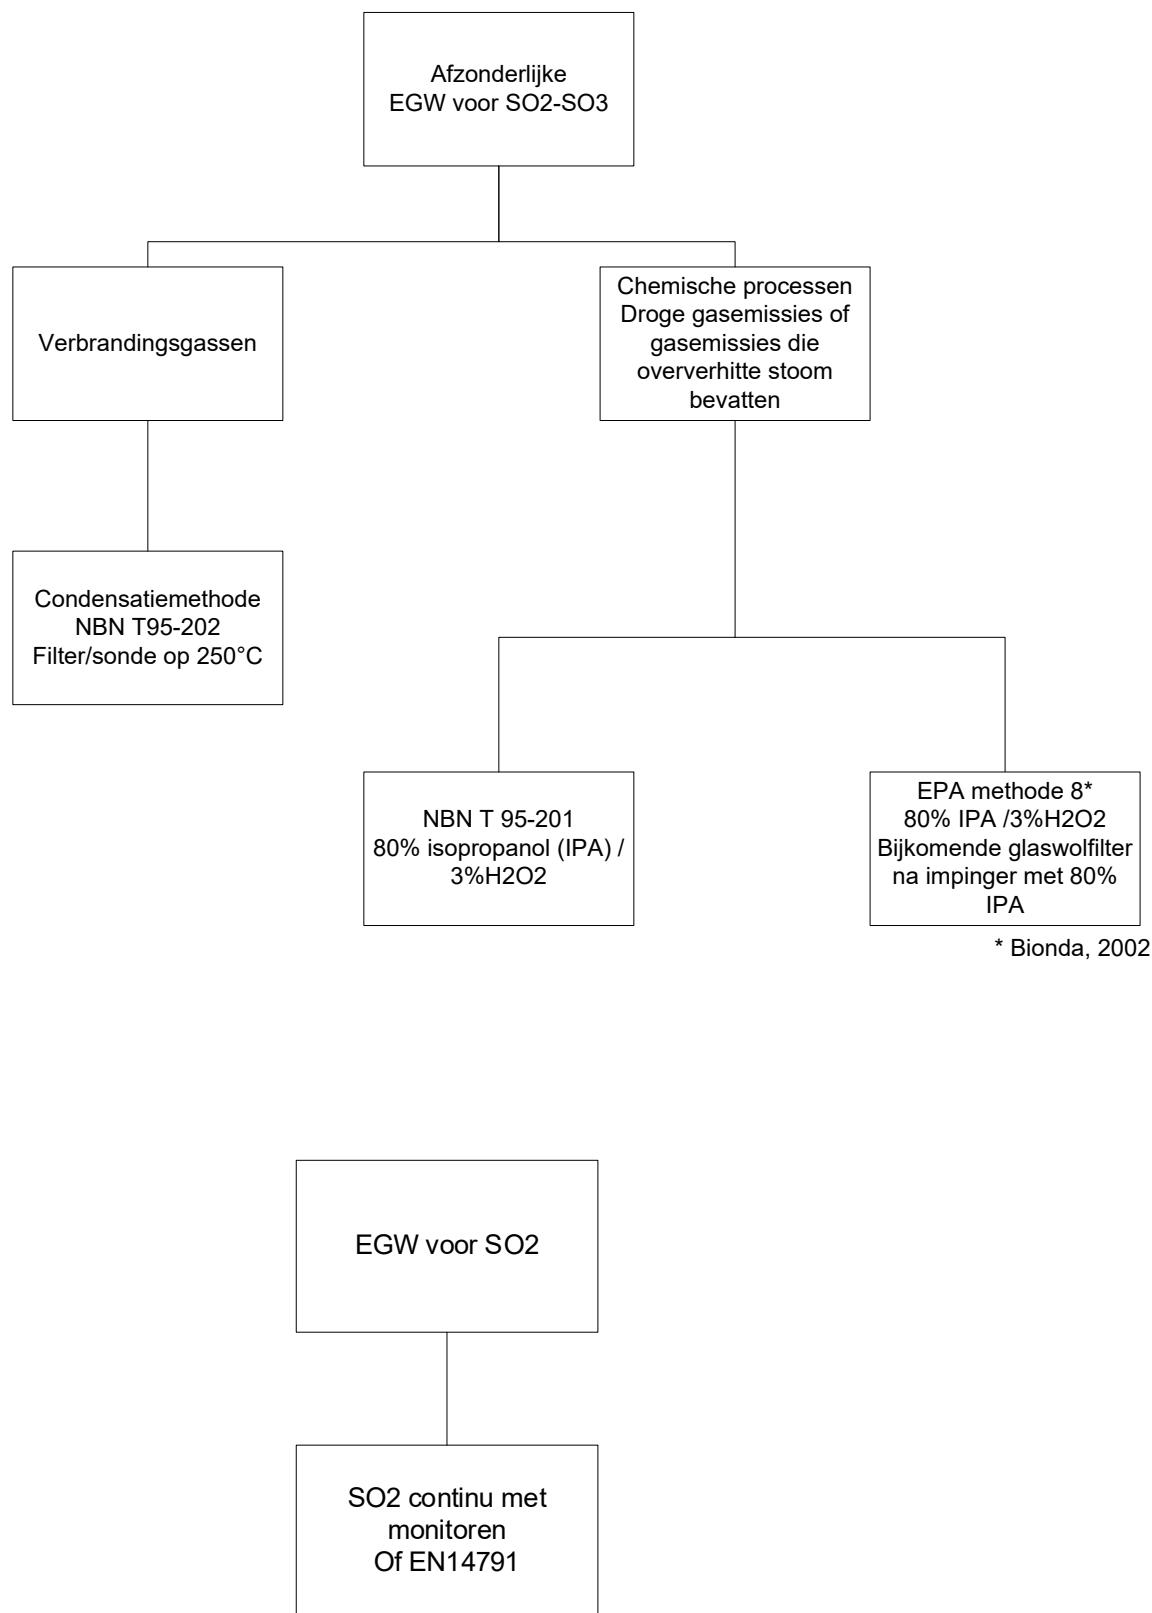 Afzonderlijke
EGW voor SO2-SO3
Verbrandingsgassen
Chemische processen
Droge gasemissies of
gasemissies die
oververhitte stoom
bevatten
Condensatiemethode
NBN T95-202
Filter/sonde op 250°C
NBN T 95-201
80% isopropanol (IPA) /
3%H2O2
EPA methode 8*
80% IPA /3%H2O2
Bijkomende glaswolfilter
na impinger met 80%
IPA
* Bionda, 2002
EGW voor SO2
SO2 continu met
monitoren
Of EN14791